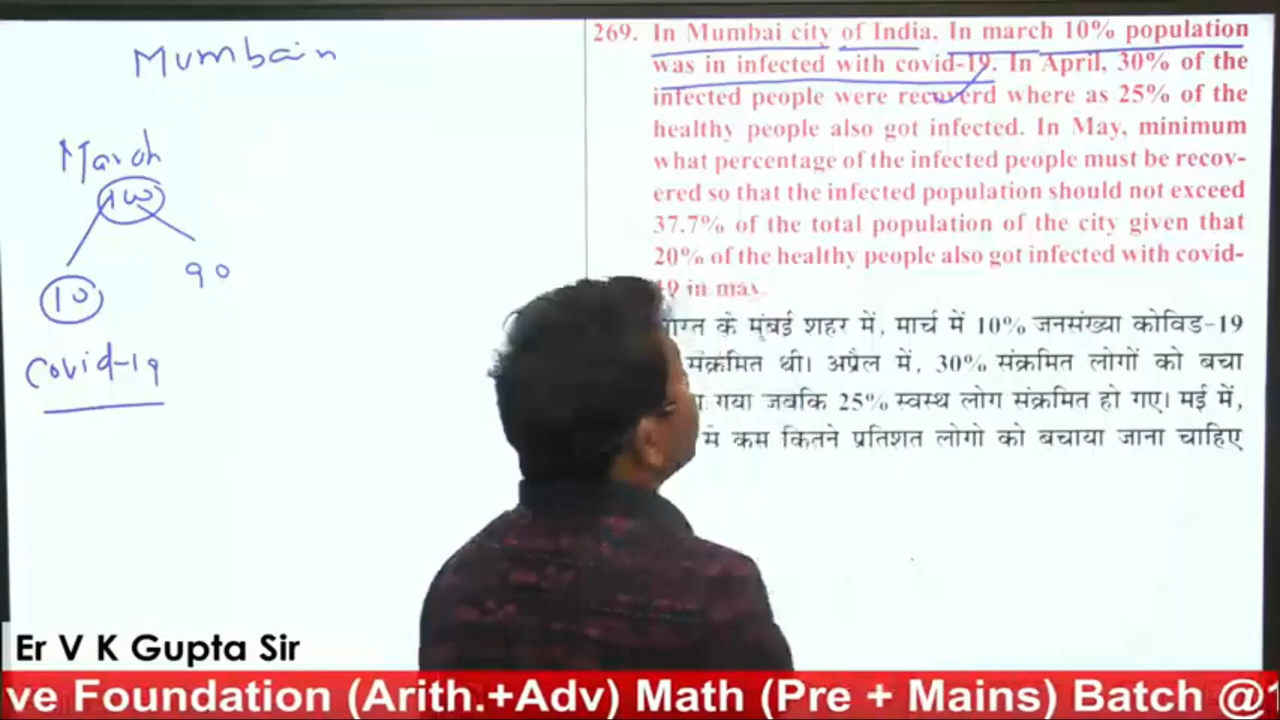 Mumbain
March
100
10
90
Covid-19
269. In Mumbai city of India, In march 10% population
was in infected with covid-19. In April, 30% of the
infected people were recoverd where as 25% of the
healthy people also got infected. In May, minimum
what percentage of the infected people must be recov-
ered so that the infected population should not exceed
37.7% of the total population of the city given that
20% of the healthy people also got infected with covid-
19 in may.
के मुंबई शहर में, मार्च में 10% जनसंख्या कोविड-19
संक्रमित थी। अप्रैल में, 30% संक्रमित लोगों को बचा
गया जबकि 25% स्वस्थ लोग संक्रमित हो गए। मई में,
कम कितने प्रतिशत लोगो को बचाया जाना चाहिए
Er V K Gupta Sir
ve Foundation (Arith.+Adv) Math (Pre + Mains) Batch @1